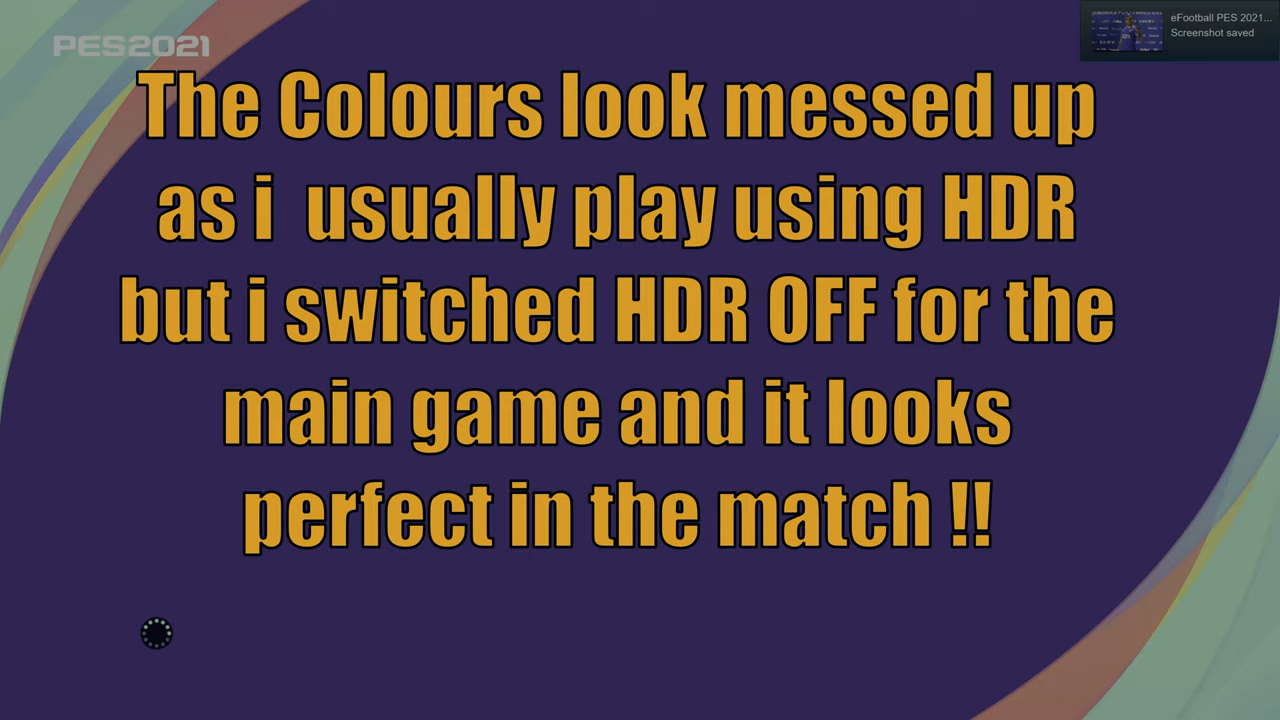 PES2021
eFootball PES 2021...
Screenshot saved
The Colours look messed up
as i  usually play using HDR
but i switched HDR OFF for the
main game and it looks
perfect in the match !!